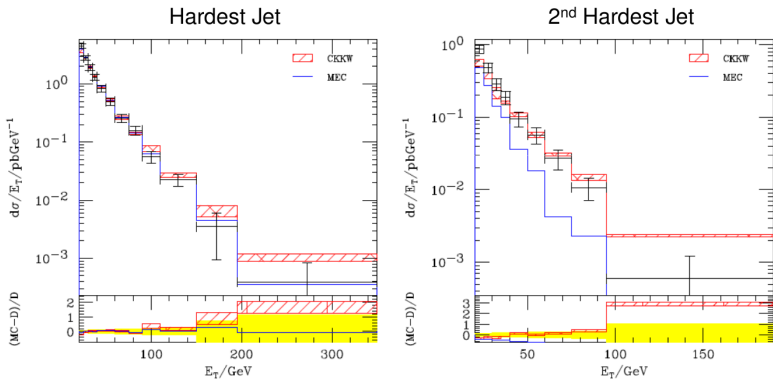 Hardest Jet
2nd Hardest Jet
CKKW
MEC
10^0
10^-1
10^-2
10^-3
dσ/E_T/pbGeV^-1
2
1
0
(MC-D)/D
100
200
300
E_T/GeV
CKKW
MEC
10^0
10^-1
10^-2
10^-3
dσ/E_T/pbGeV^-1
3
2
1
0
(MC-D)/D
50
100
150
E_T/GeV